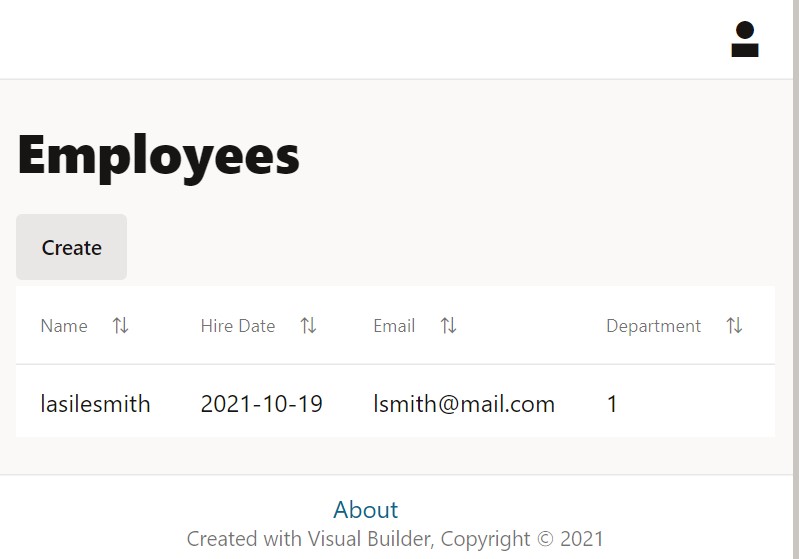 Employees
Create
Name Hire Date Email Department
lasilesmith 2021-10-19 lsmith@mail.com 1
About
Created with Visual Builder, Copyright © 2021